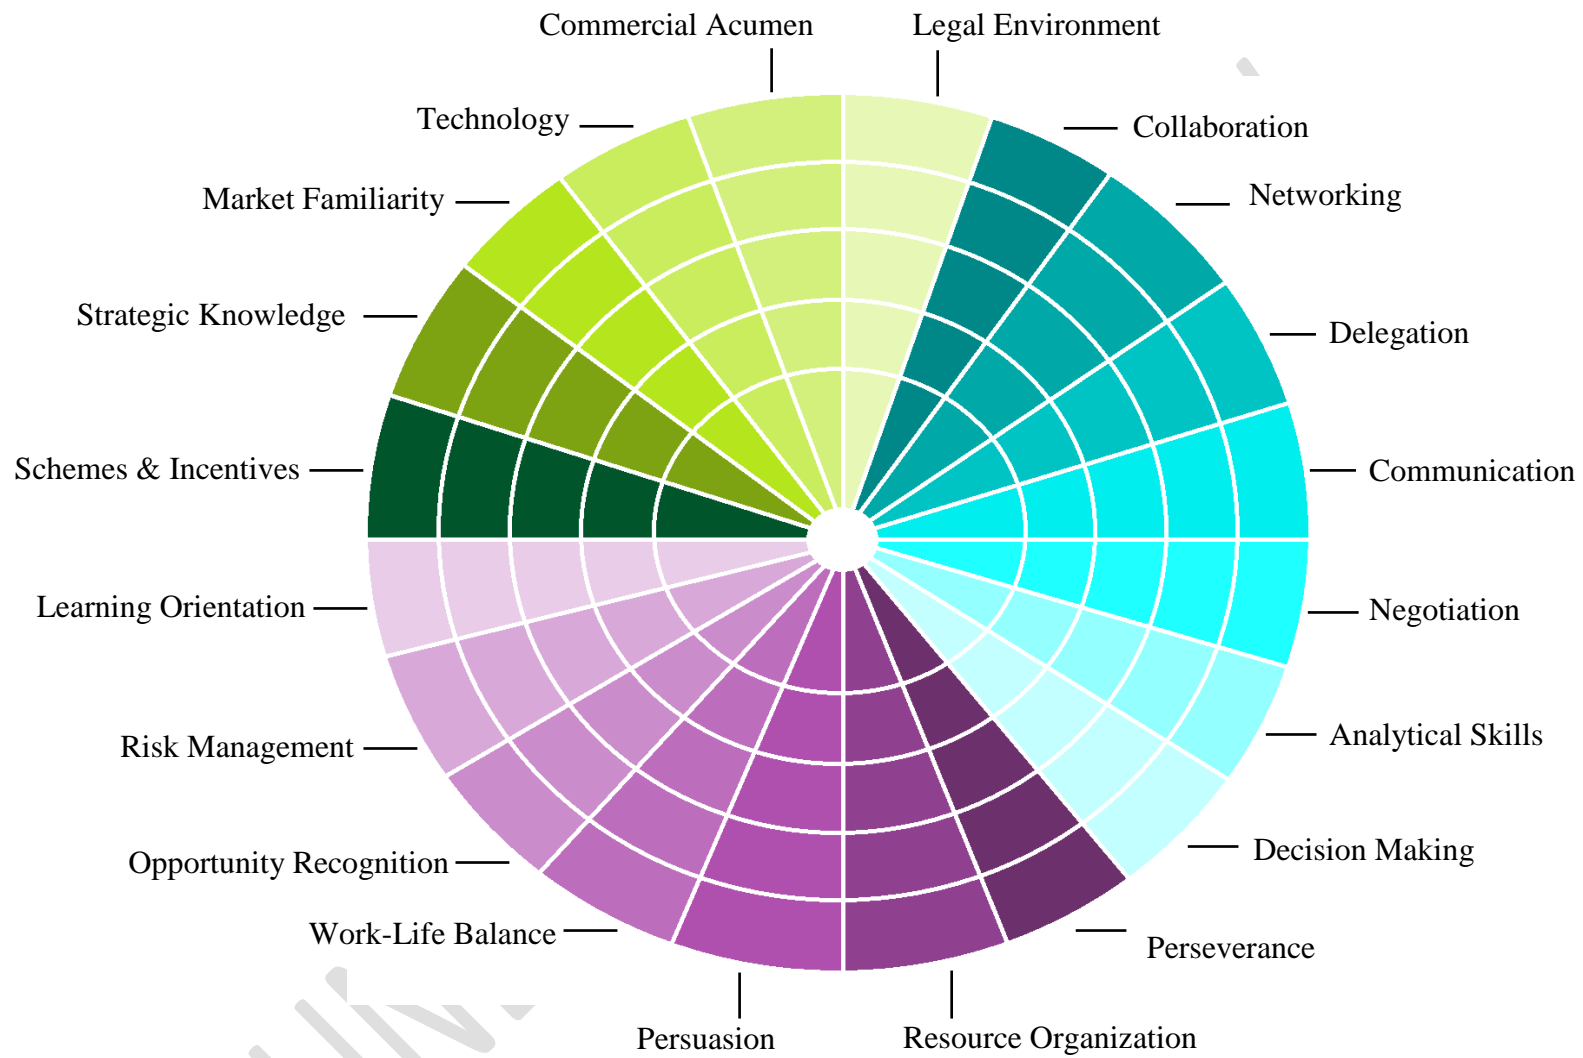 Commercial Acumen
Legal Environment
Technology
Collaboration
Market Familiarity
Networking
Strategic Knowledge
Delegation
Schemes & Incentives
Communication
Learning Orientation
Negotiation
Risk Management
Analytical Skills
Opportunity Recognition
Decision Making
Work-Life Balance
Perseverance
Persuasion
Resource Organization